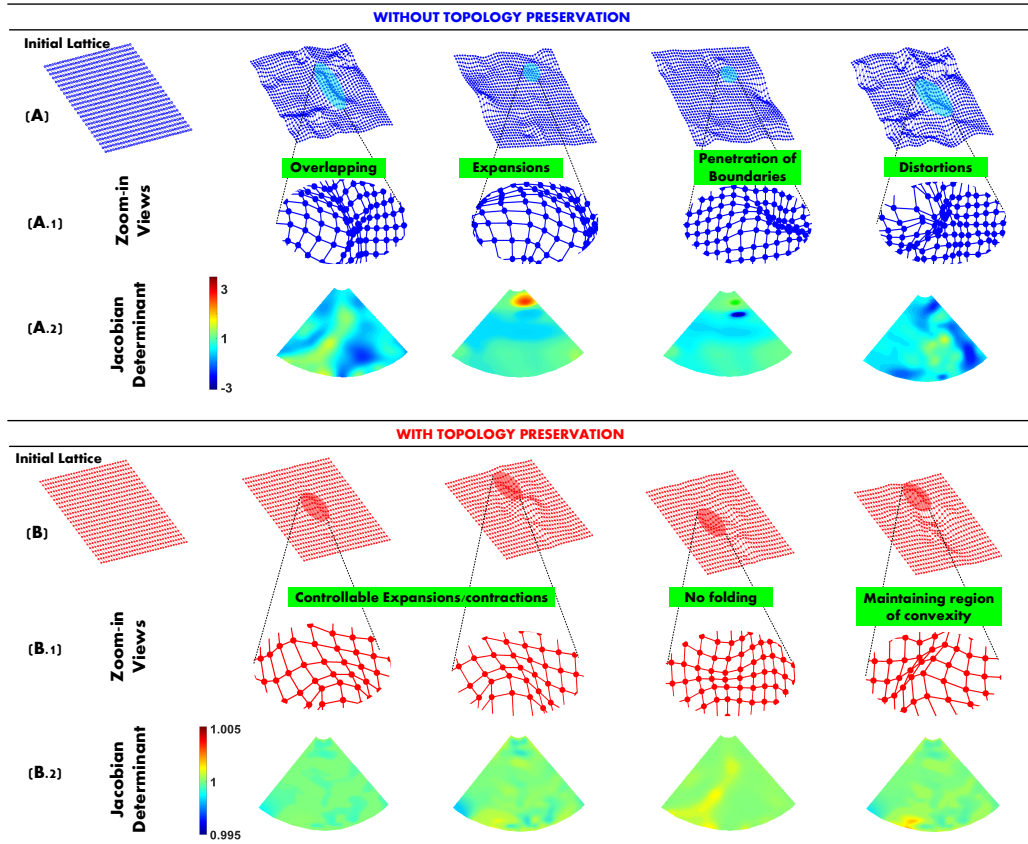 WITHOUT TOPOLOGY PRESERVATION
Initial Lattice
(A)
Overlapping
Expansions
Penetration of
Boundaries
Distortions
(A.1)
Zoom-in
Views
(A.2)
Jacobian
Determinant
3
1
-3
WITH TOPOLOGY PRESERVATION
Initial Lattice
(B)
Controllable Expansions/contractions
No folding
Maintaining region
of convexity
(B.1)
Zoom-in
Views
(B.2)
Jacobian
Determinant
1.005
1
0.995